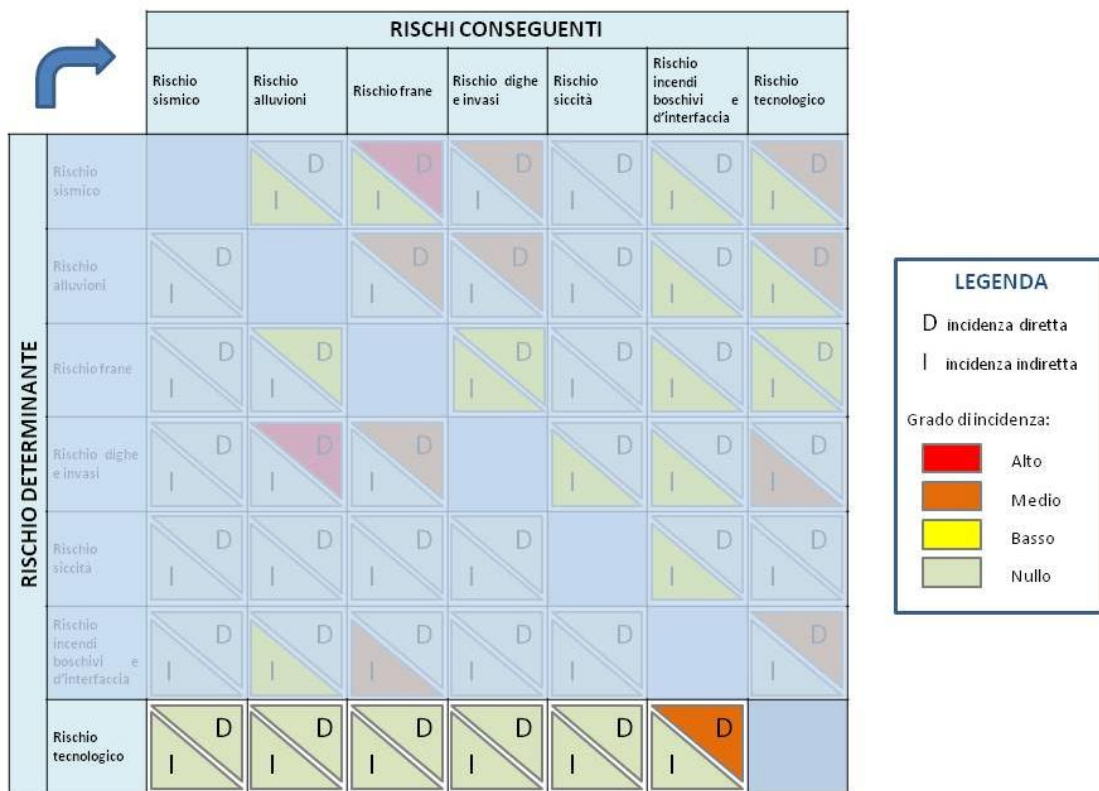 RISCHI CONSEGUENTI
Rischio sismico
Rischio alluvioni
Rischio frane
Rischio dighe e invasi
Rischio siccità
Rischio incendi boschivi e d'interfaccia
Rischio tecnologico
RISCHIO DETERMINANTE
Rischio sismico
D
I
D
I
D
I
D
I
D
I
D
I
Rischio alluvioni
D
I
D
I
D
I
D
I
D
I
D
I
Rischio frane
D
I
D
I
D
I
D
I
D
I
D
I
Rischio dighe e invasi
D
I
D
I
D
I
D
I
D
I
D
I
Rischio siccità
D
I
D
I
D
I
D
I
D
I
D
I
Rischio incendi boschivi e d'interfaccia
D
I
D
I
D
I
D
I
D
I
D
I
Rischio tecnologico
D
I
D
I
D
I
D
I
D
I
D
I
LEGENDA
D incidenza diretta
I incidenza indiretta
Grado di incidenza:
Alto
Medio
Basso
Nullo